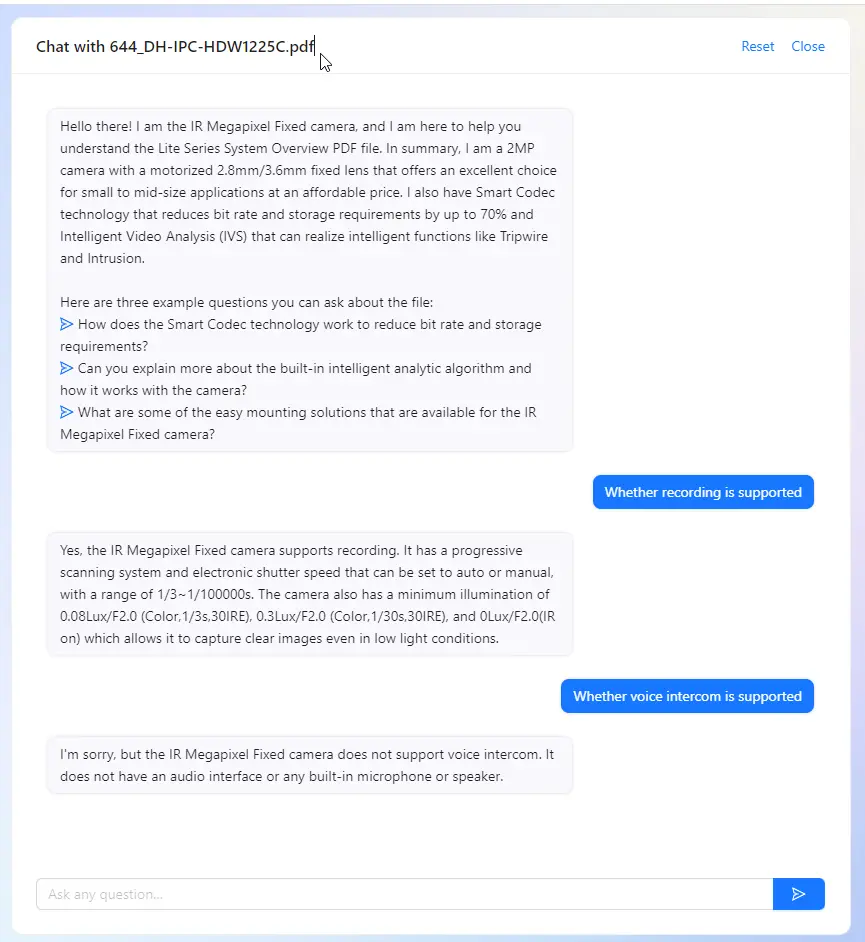 Chat with 644_DH-IPC-HDW1225C.pdf
Reset Close
Hello there! I am the IR Megapixel Fixed camera, and I am here to help you
understand the Lite Series System Overview PDF file. In summary, I am a 2MP
camera with a motorized 2.8mm/3.6mm fixed lens that offers an excellent choice
for small to mid-size applications at an affordable price. I also have Smart Codec
technology that reduces bit rate and storage requirements by up to 70% and
Intelligent Video Analysis (IVS) that can realize intelligent functions like Tripwire
and Intrusion.
Here are three example questions you can ask about the file:
How does the Smart Codec technology work to reduce bit rate and storage
requirements?
Can you explain more about the built-in intelligent analytic algorithm and
how it works with the camera?
What are some of the easy mounting solutions that are available for the IR
Megapixel Fixed camera?
Whether recording is supported
Yes, the IR Megapixel Fixed camera supports recording. It has a progressive
scanning system and electronic shutter speed that can be set to auto or manual,
with a range of 1/3~1/100000s. The camera also has a minimum illumination of
0.08Lux/F2.0 (Color,1/3s,30IRE), 0.3Lux/F2.0 (Color,1/30s,30IRE), and 0Lux/F2.0(IR
on) which allows it to capture clear images even in low light conditions.
Whether voice intercom is supported
I'm sorry, but the IR Megapixel Fixed camera does not support voice intercom. It
does not have an audio interface or any built-in microphone or speaker.
Ask any question...